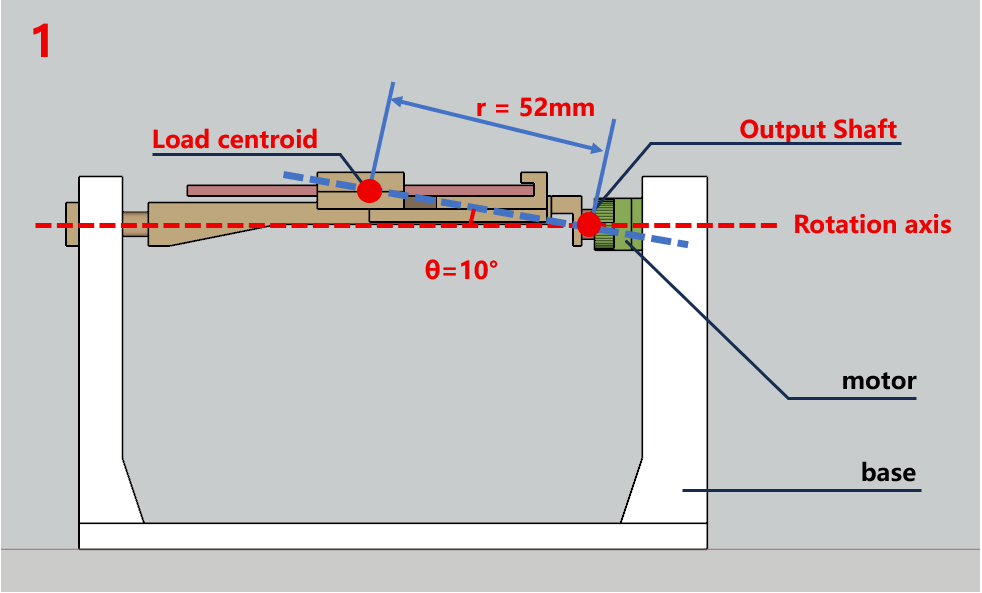 1
r = 52mm
Output Shaft
Load centroid
Rotation axis
θ=10°
motor
base